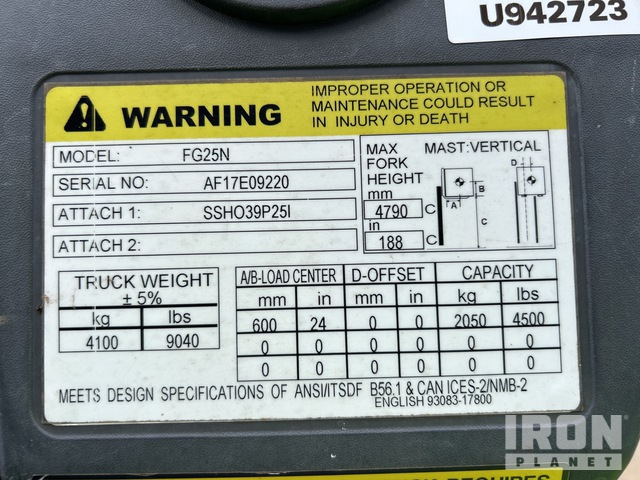 U942723
WARNING
IMPROPER OPERATION OR
MAINTENANCE COULD RESULT
IN INJURY OR DEATH
MODEL: FG25N
SERIAL NO: AF17E09220
ATTACH 1: SSHO39P25I
ATTACH 2:
MAX
FORK
HEIGHT
mm
4790 C
in
188 C
MAST:VERTICAL
D
B
A
C
TRUCK WEIGHT
± 5%
kg lbs
4100 9040
A/B-LOAD CENTER D-OFFSET CAPACITY
mm in mm in kg lbs
600 24 0 0 2050 4500
0 0 0 0 0 0
0 0 0 0 0 0
MEETS DESIGN SPECIFICATIONS OF ANSI/ITSDF B56.1 & CAN ICES-2/NMB-2
ENGLISH 93083-17800
IRON
PLANET
REQUIRES